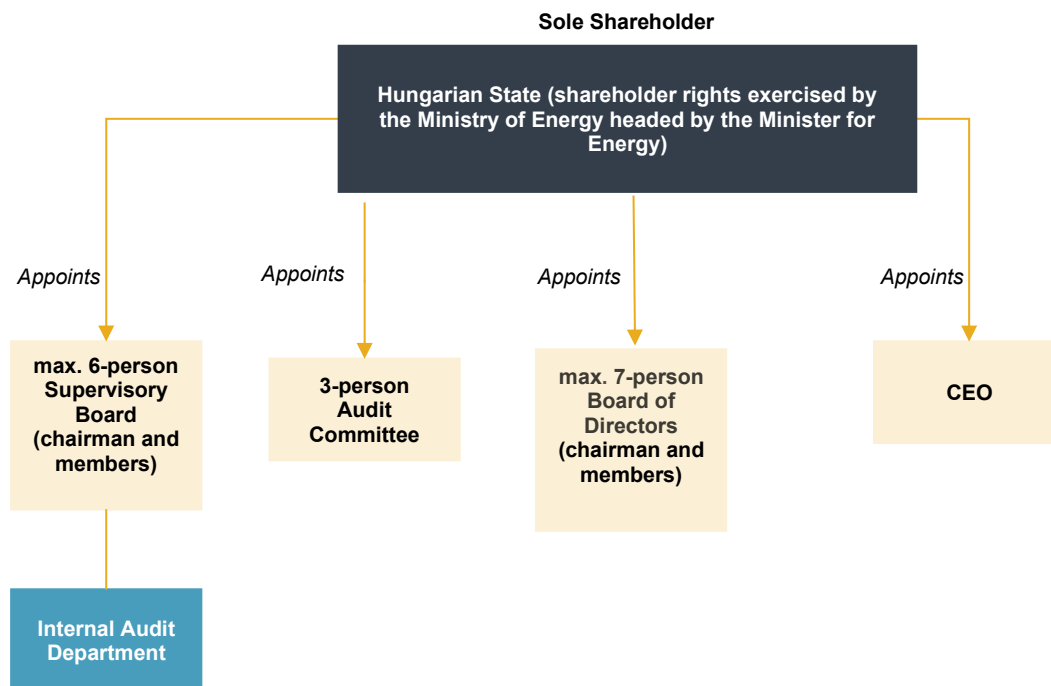 Sole Shareholder
Hungarian State (shareholder rights exercised by
the Ministry of Energy headed by the Minister for
Energy)
Appoints
Appoints
Appoints
Appoints
max. 6-person
Supervisory
Board
(chairman and
members)
3-person
Audit
Committee
max. 7-person
Board of
Directors
(chairman and
members)
CEO
Internal Audit
Department